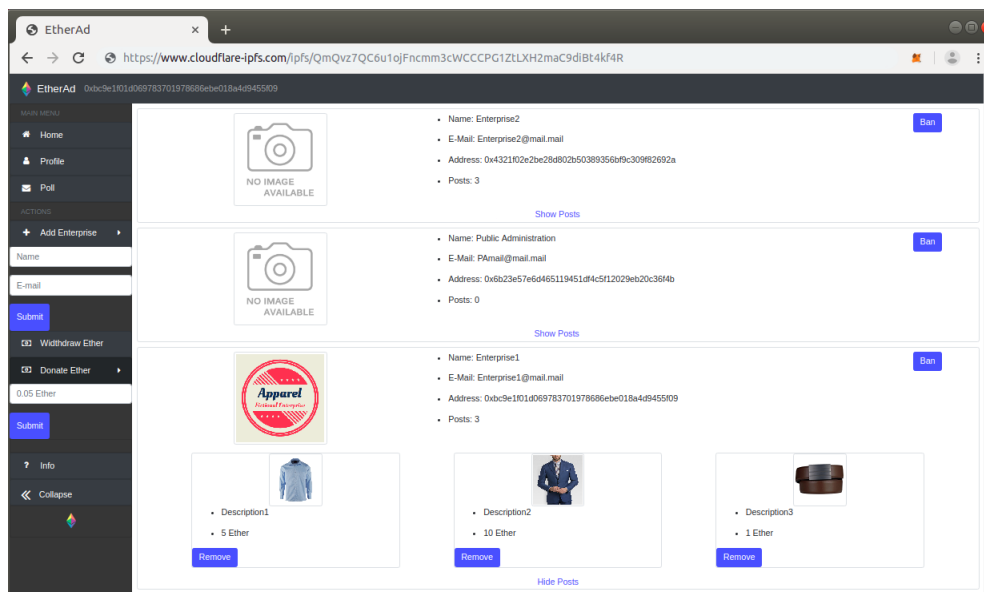 EtherAd
https://www.cloudflare-ipfs.com/ipfs/QmQvz7QC6u1ojFncmm3cWCCCPG1ZtLXH2maC9diBt4kf4R
EtherAd 0xbc9e1f01d069783701978686ebe018a4d9455f09
MAIN MENU
Home
Profile
Poll
ACTIONS
Add Enterprise
Name
E-mail
Submit
Widthdraw Ether
Donate Ether
0.05 Ether
Submit
? Info
Collapse
NO IMAGE
AVAILABLE
Name: Enterprise2
E-Mail: Enterprise2@mail.mail
Address: 0x4321f02e2be28d802b50389356bf9c309f82692a
Posts: 3
Ban
Show Posts
NO IMAGE
AVAILABLE
Name: Public Administration
E-Mail: PAmail@mail.mail
Address: 0x6b23e57e6d465119451df4c5f12029eb20c36f4b
Posts: 0
Ban
Show Posts
Apparel
Fictional Enterprise
Name: Enterprise1
E-Mail: Enterprise1@mail.mail
Address: 0xbc9e1f01d069783701978686ebe018a4d9455f09
Posts: 3
Ban
Description1
5 Ether
Remove
Description2
10 Ether
Remove
Description3
1 Ether
Remove
Hide Posts